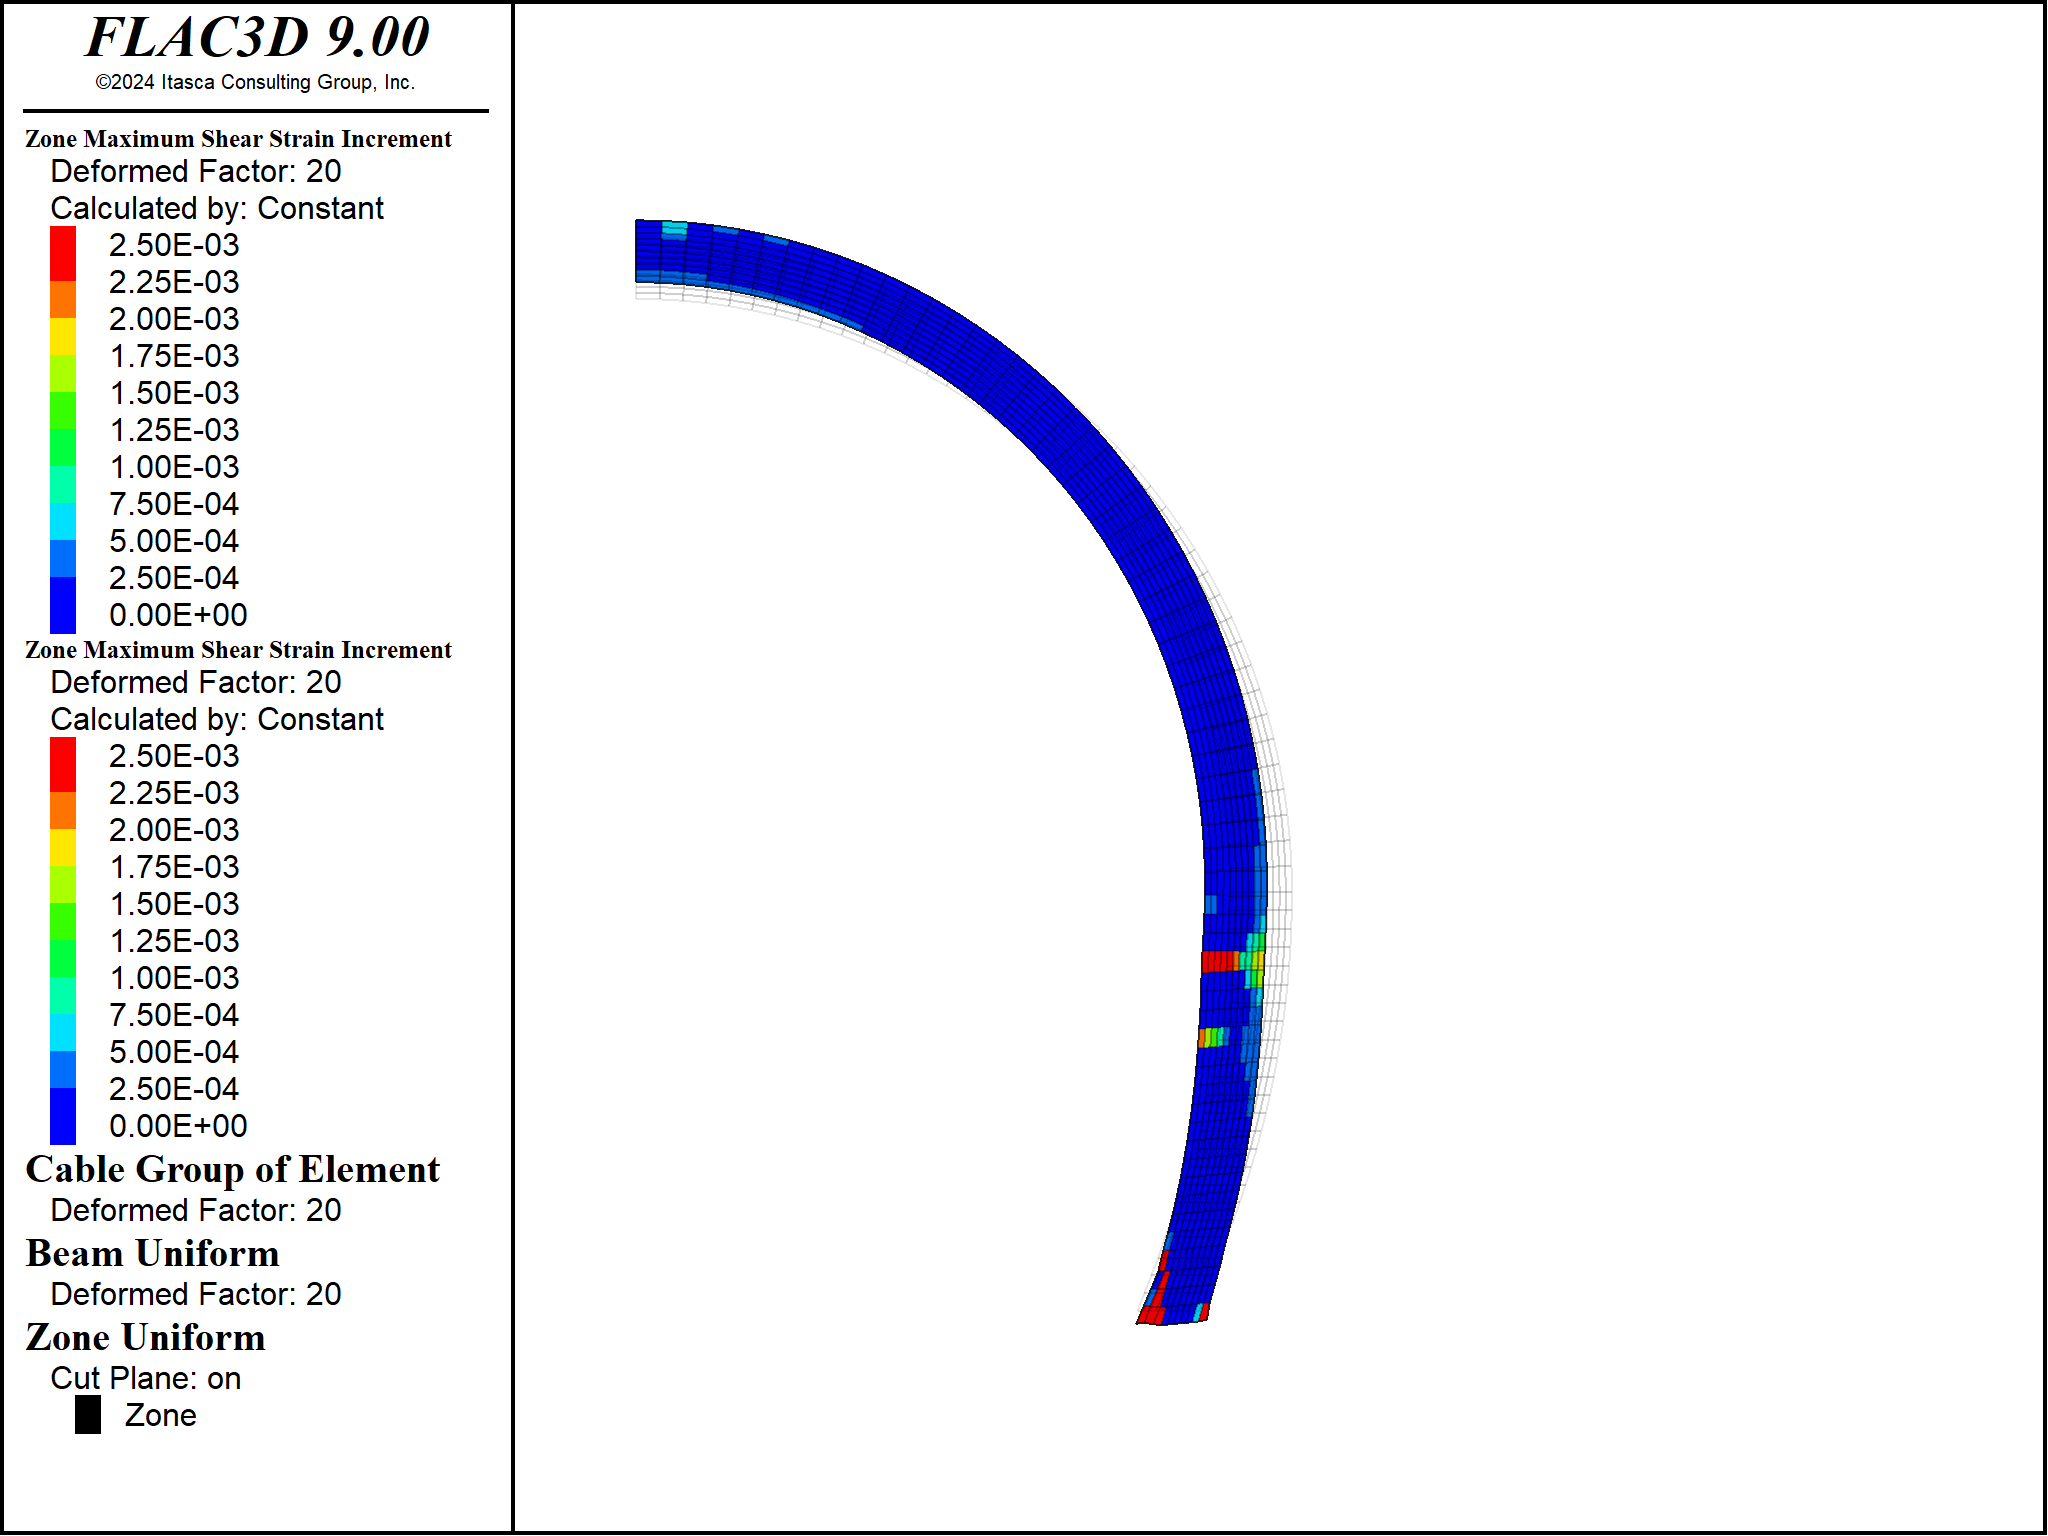 FLAC3D 9.00
©2024 Itasca Consulting Group, Inc.
Zone Maximum Shear Strain Increment
Deformed Factor: 20
Calculated by: Constant
2.50E-03
2.25E-03
2.00E-03
1.75E-03
1.50E-03
1.25E-03
1.00E-03
7.50E-04
5.00E-04
2.50E-04
0.00E+00
Zone Maximum Shear Strain Increment
Deformed Factor: 20
Calculated by: Constant
2.50E-03
2.25E-03
2.00E-03
1.75E-03
1.50E-03
1.25E-03
1.00E-03
7.50E-04
5.00E-04
2.50E-04
0.00E+00
Cable Group of Element
Deformed Factor: 20
Beam Uniform
Deformed Factor: 20
Zone Uniform
Cut Plane: on
Zone